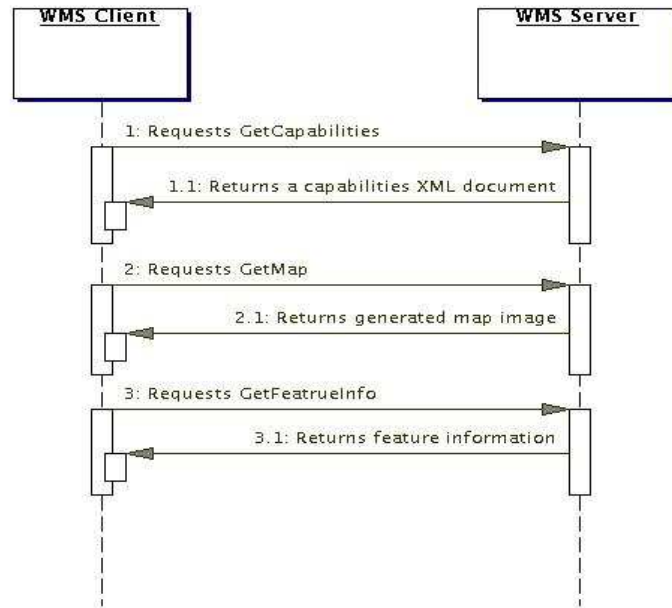 WMS Client
WMS Server
1: Requests GetCapabilities
1.1: Returns a capabilities XML document
2: Requests GetMap
2.1: Returns generated map image
3: Requests GetFeatrueInfo
3.1: Returns feature information